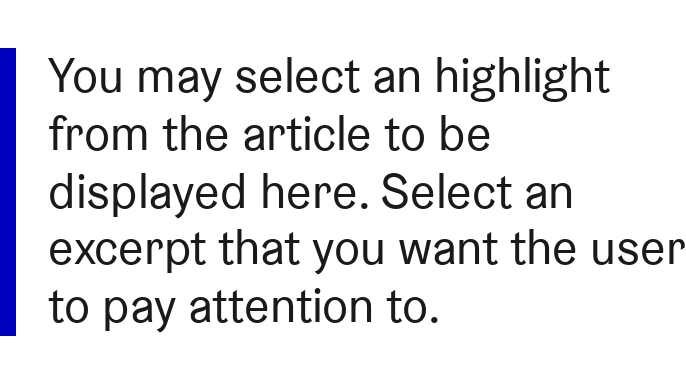 You may select an highlight
from the article to be
displayed here. Select an
excerpt that you want the user
to pay attention to.